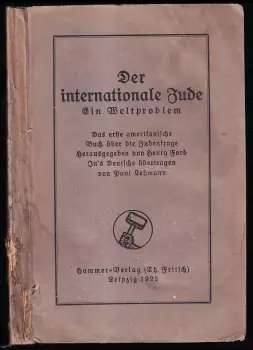 Der
internationale Jude
Ein Weltproblem
Das erste amerikanische
Buch über die Judenfrage
Herausgegeben von Henry Ford
In's Deutsche übertragen
von Paul Lehmann
Hammer-Verlag (Th. Fritsch)
Leipzig 1922